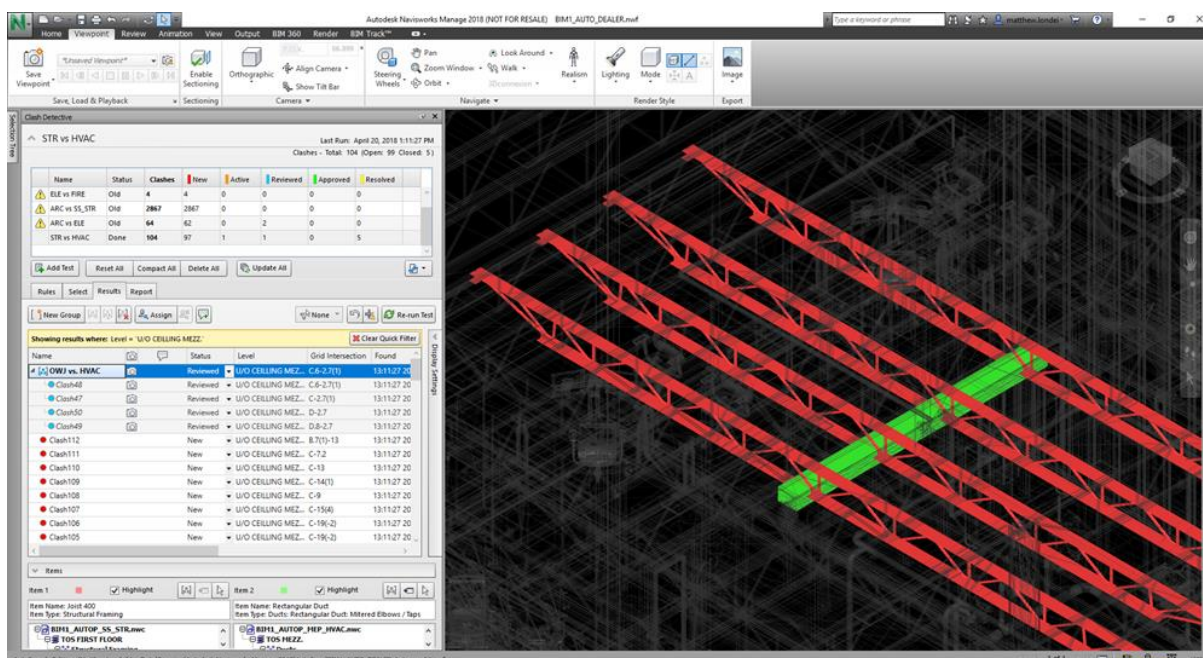 Autodesk Navisworks Manage 2018 (NOT FOR RESALE) BIM1_AUTO_DEALER.nwf
Type a keyword or phrase
Home Viewpoint Review Animation View Output BIM 360 Render BIM Track™
Save Viewpoint
Enable Sectioning
Orthographic
Align Camera
Show Tilt Bar
Steering Wheels
Pan
Zoom Window
Orbit
Look Around
Walk
Realism
Lighting
Mode
Image
Save, Load & Playback Sectioning Camera Navigate Render Style Export
Selection Tree
Clash Detective
STR vs HVAC
Last Run: April 20, 2018 1:11:27 PM
Clashes - Total: 104 (Open: 99 Closed: 5)
Name Status Clashes New Active Reviewed Approved Resolved
ELE vs FIRE Old 4 4 0 0 0 0
ARC vs SS_STR Old 2867 2867 0 0 0 0
ARC vs ELE Old 64 62 0 2 0 0
STR vs HVAC Done 104 97 1 1 0 5
Add Test Reset All Compact All Delete All Update All
Rules Select Results Report
New Group Assign None Re-run Test
Showing results where: Level = 'U/O CEILLING MEZZ.' Clear Quick Filter
Display Settings
Name Status Level Grid Intersection Found
OWJ vs. HVAC Reviewed U/O CEILLING MEZ... C.6-2.7(1) 13:11:27 20
Clash48 Reviewed U/O CEILLING MEZ... C.6-2.7(1) 13:11:27 20
Clash47 Reviewed U/O CEILLING MEZ... C-2.7(1) 13:11:27 20
Clash50 Reviewed U/O CEILLING MEZ... D-2.7 13:11:27 20
Clash49 Reviewed U/O CEILLING MEZ... D.8-2.7 13:11:27 20
Clash112 New U/O CEILLING MEZ... B.7(1)-13 13:11:27 20
Clash111 New U/O CEILLING MEZ... C-7.2 13:11:27 20
Clash110 New U/O CEILLING MEZ... C-13 13:11:27 20
Clash109 New U/O CEILLING MEZ... C-14(1) 13:11:27 20
Clash108 New U/O CEILLING MEZ... C-9 13:11:27 20
Clash107 New U/O CEILLING MEZ... C-15(4) 13:11:27 20
Clash106 New U/O CEILLING MEZ... C-19(-2) 13:11:27 20
Clash105 New U/O CEILLING MEZ... C-19(-2) 13:11:27 20
Items
Item 1 Highlight Item 2 Highlight
Item Name: Joist 400 Item Name: Rectangular Duct
Item Type: Structural Framing Item Type: Ducts: Rectangular Duct: Mitered Elbows / Taps
BIM1_AUTOP_SS_STR.nwc BIM1_AUTOP_MEP_HVAC.nwc
TOS FIRST FLOOR TOS MEZZ.